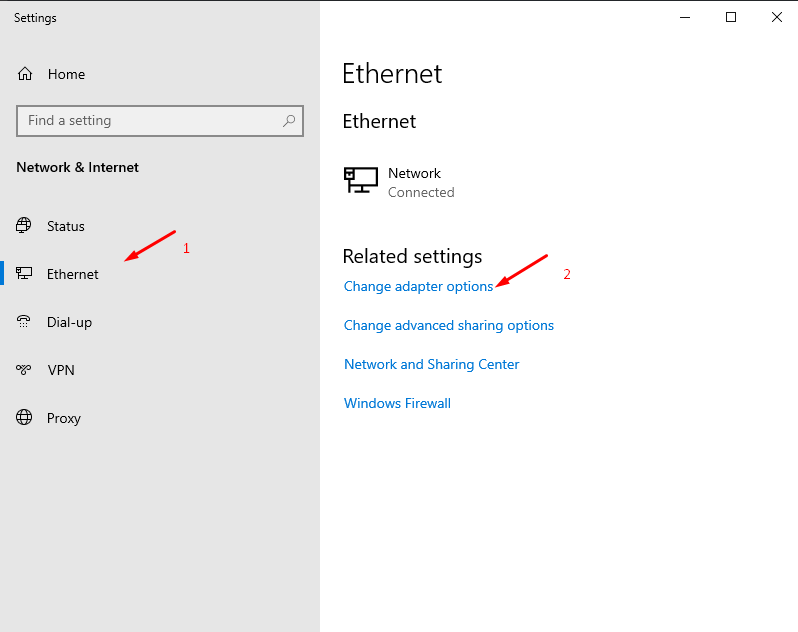 Settings
Home
Find a setting
Network & Internet
Status
1
Ethernet
Dial-up
VPN
Proxy
Ethernet
Ethernet
Network
Connected
Related settings
Change adapter options
2
Change advanced sharing options
Network and Sharing Center
Windows Firewall